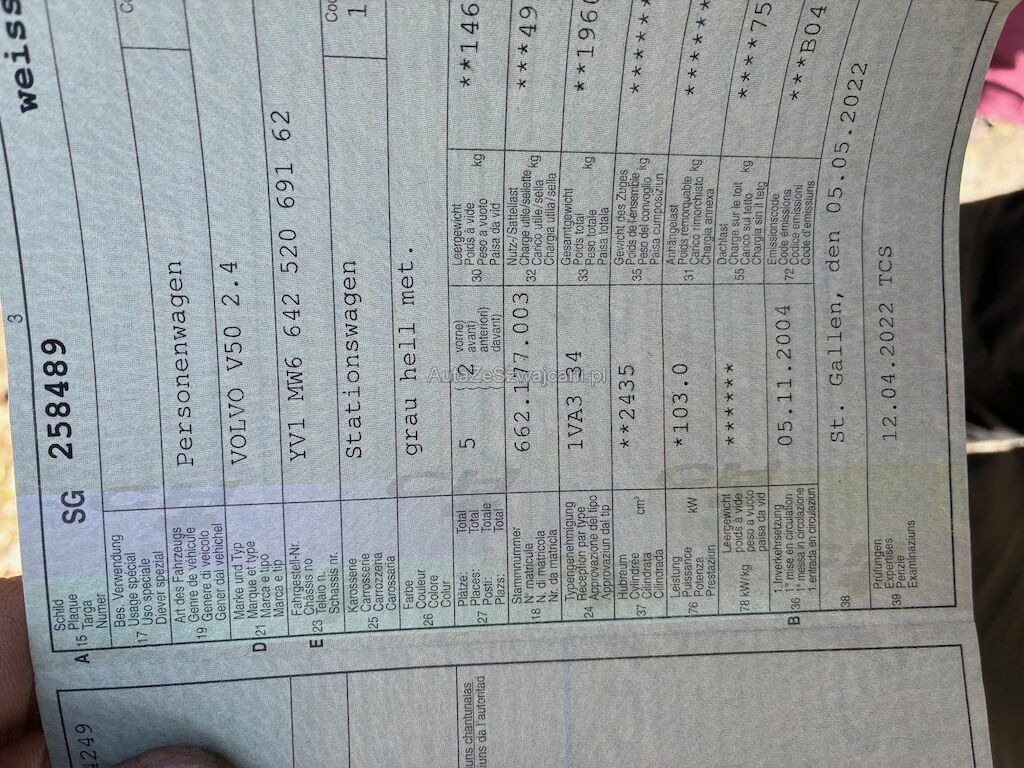 3
weiss
A 15 Schild
Plaque
Targa
Numer
SG 258489
17 Bes. Verwendung
Usage spécial
Uso speciale
Diever spezial
19 Art des Fahrzeugs
Genre de véhicule
Genere di veicolo
Gener dal vehichel
Personenwagen
D 21 Marke und Typ
Marque et type
Marca e tipo
Marca e tip
VOLVO V50 2.4
E 23 Fahrgestell-Nr.
Châssis no
Telaio n.
Schassis nr.
YV1 MW6 642 520 691 62
25 Karosserie
Carrosserie
Carrozzeria
Carossaria
Stationswagen
1
26 Farbe
Couleur
Colore
Colur
grau hell met.
27 Plätze: Total
Places: Total
Posti: Totale
Plazs: Total
5 (2 vorne)
avant)
anteriori)
davant)
30 Leergewicht
Poids à vide
Peso a vuoto
Paisa da vid
kg
**146
18 Stammnummer
N° matricule
N. di matricola
Nr. da matricla
662.177.003
32 Nutz-/Sattellast
Charge utile/sellette kg
Carico utile/sella
Chargia utila/sella
***49
24 Typengenehmigung
Réception par type
Approvazione del tipo
Approvaziun dal tip
1VA3 34
33 Gesamtgewicht
Poids total
Peso totale
Paisa totala
kg
**196
37 Hubraum
Cylindrée
Cilindrata
Cilindrada
cm³
**2435
35 Gewicht des Zuges
Poids de l'ensemble kg
Peso del convoglio
Paisa cumposiziun
******
76 Leistung
Puissance
Potenza
Prestaziun
kW
*103.0
31 Anhängelast
Poids remorquable kg
Carico rimorchiato
Chargia annexa
******
78 kW/kg Leergewicht
poids à vide
peso a vuoto
paisa da vid
*******
55 Dachlast
Charge sur le toit kg
Carico sul tetto
Chargia sin il tetg
****75
B 36 1. Inverkehrsetzung
1re mise en circulation
1a messa in circolazione
1. entrada en circulaziun
05.11.2004
72 Emissionscode
Code émissions
Codice emissioni
Code d'emissiuns
***B04
38
St. Gallen, den 05.05.2022
39 Prüfungen
Expertises
Perizie
Examinaziuns
12.04.2022 TCS
4249
uns chantunalas
iuns da l'autoritad
AutaZeSzwajcarii.pl